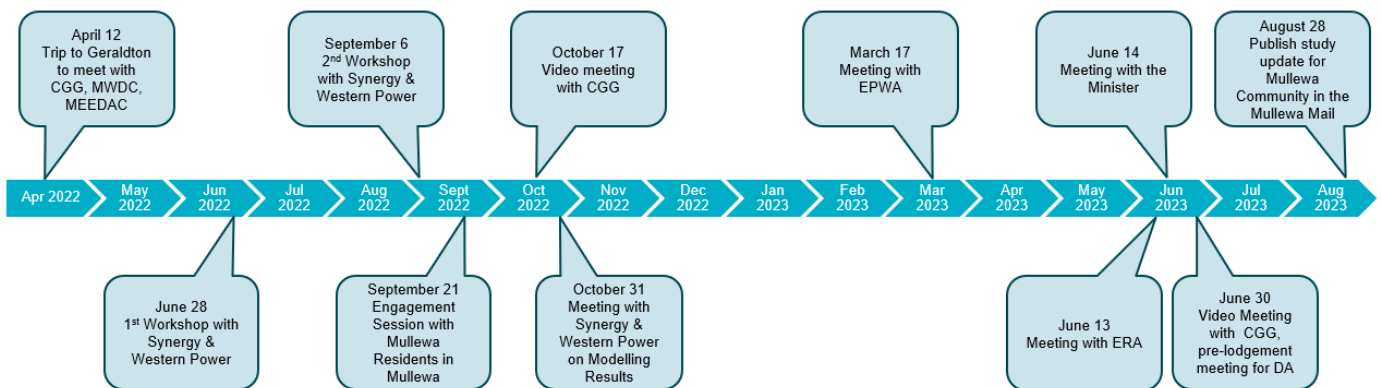 April 12
Trip to Geraldton
to meet with
CGG, MWDC,
MEEDAC
September 6
2nd Workshop
with Synergy &
Western Power
October 17
Video meeting
with CGG
March 17
Meeting with
EPWA
June 14
Meeting with the
Minister
August 28
Publish study
update for
Mullewa
Community in the
Mullewa Mail
Apr 2022
May
2022
Jun
2022
Jul
2022
Aug
2022
Sept
2022
Oct
2022
Nov
2022
Dec
2022
Jan
2023
Feb
2023
Mar
2023
Apr
2023
May
2023
Jun
2023
Jul
2023
Aug
2023
June 28
1st Workshop with
Synergy &
Western Power
September 21
Engagement
Session with
Mullewa
Residents in
Mullewa
October 31
Meeting with
Synergy &
Western Power
on Modelling
Results
June 13
Meeting with ERA
June 30
Video Meeting
with CGG,
pre-lodgement
meeting for DA